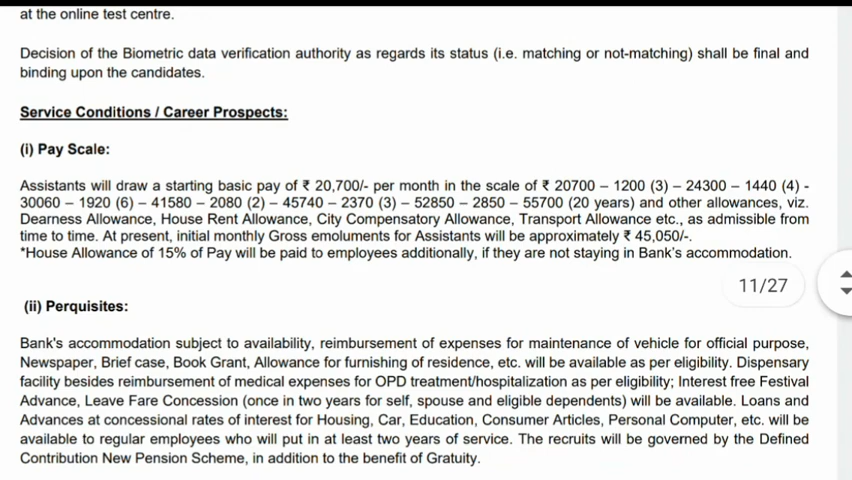 at the online test centre.
Decision of the Biometric data verification authority as regards its status (i.e. matching or not-matching) shall be final and
binding upon the candidates.
Service Conditions / Career Prospects:
(i) Pay Scale:
Assistants will draw a starting basic pay of ₹ 20,700/- per month in the scale of ₹ 20700 – 1200 (3) – 24300 – 1440 (4) -
30060 – 1920 (6) – 41580 – 2080 (2) – 45740 – 2370 (3) – 52850 – 2850 – 55700 (20 years) and other allowances, viz.
Dearness Allowance, House Rent Allowance, City Compensatory Allowance, Transport Allowance etc., as admissible from
time to time. At present, initial monthly Gross emoluments for Assistants will be approximately ₹ 45,050/-.
*House Allowance of 15% of Pay will be paid to employees additionally, if they are not staying in Bank's accommodation.
11/27
(ii) Perquisites:
Bank's accommodation subject to availability, reimbursement of expenses for maintenance of vehicle for official purpose,
Newspaper, Brief case, Book Grant, Allowance for furnishing of residence, etc. will be available as per eligibility. Dispensary
facility besides reimbursement of medical expenses for OPD treatment/hospitalization as per eligibility; Interest free Festival
Advance, Leave Fare Concession (once in two years for self, spouse and eligible dependents) will be available. Loans and
Advances at concessional rates of interest for Housing, Car, Education, Consumer Articles, Personal Computer, etc. will be
available to regular employees who will put in at least two years of service. The recruits will be governed by the Defined
Contribution New Pension Scheme, in addition to the benefit of Gratuity.